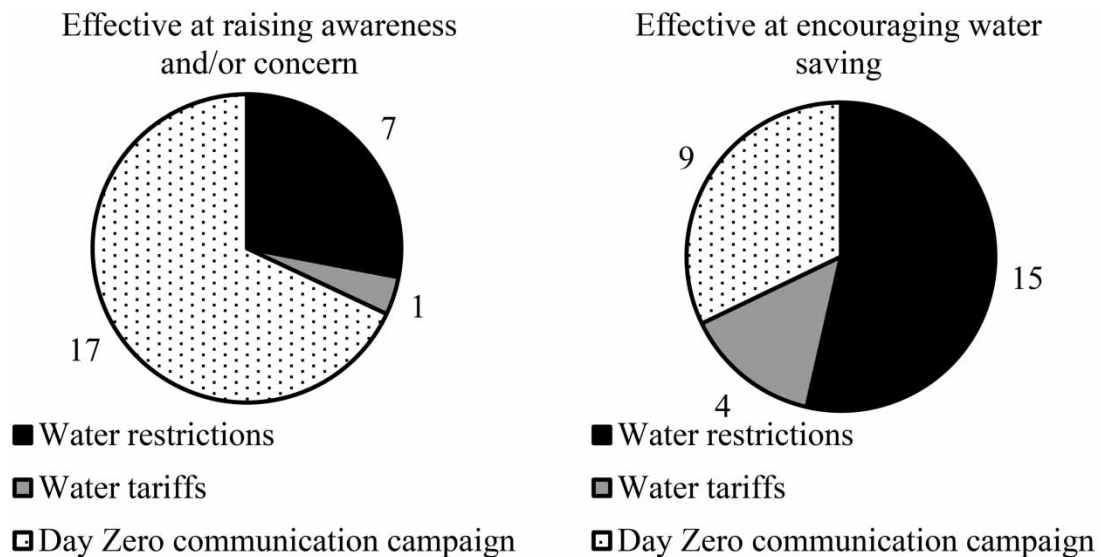 Effective at raising awareness
and/or concern
7
1
17
Water restrictions
Water tariffs
Day Zero communication campaign
Effective at encouraging water
saving
9
15
4
Water restrictions
Water tariffs
Day Zero communication campaign